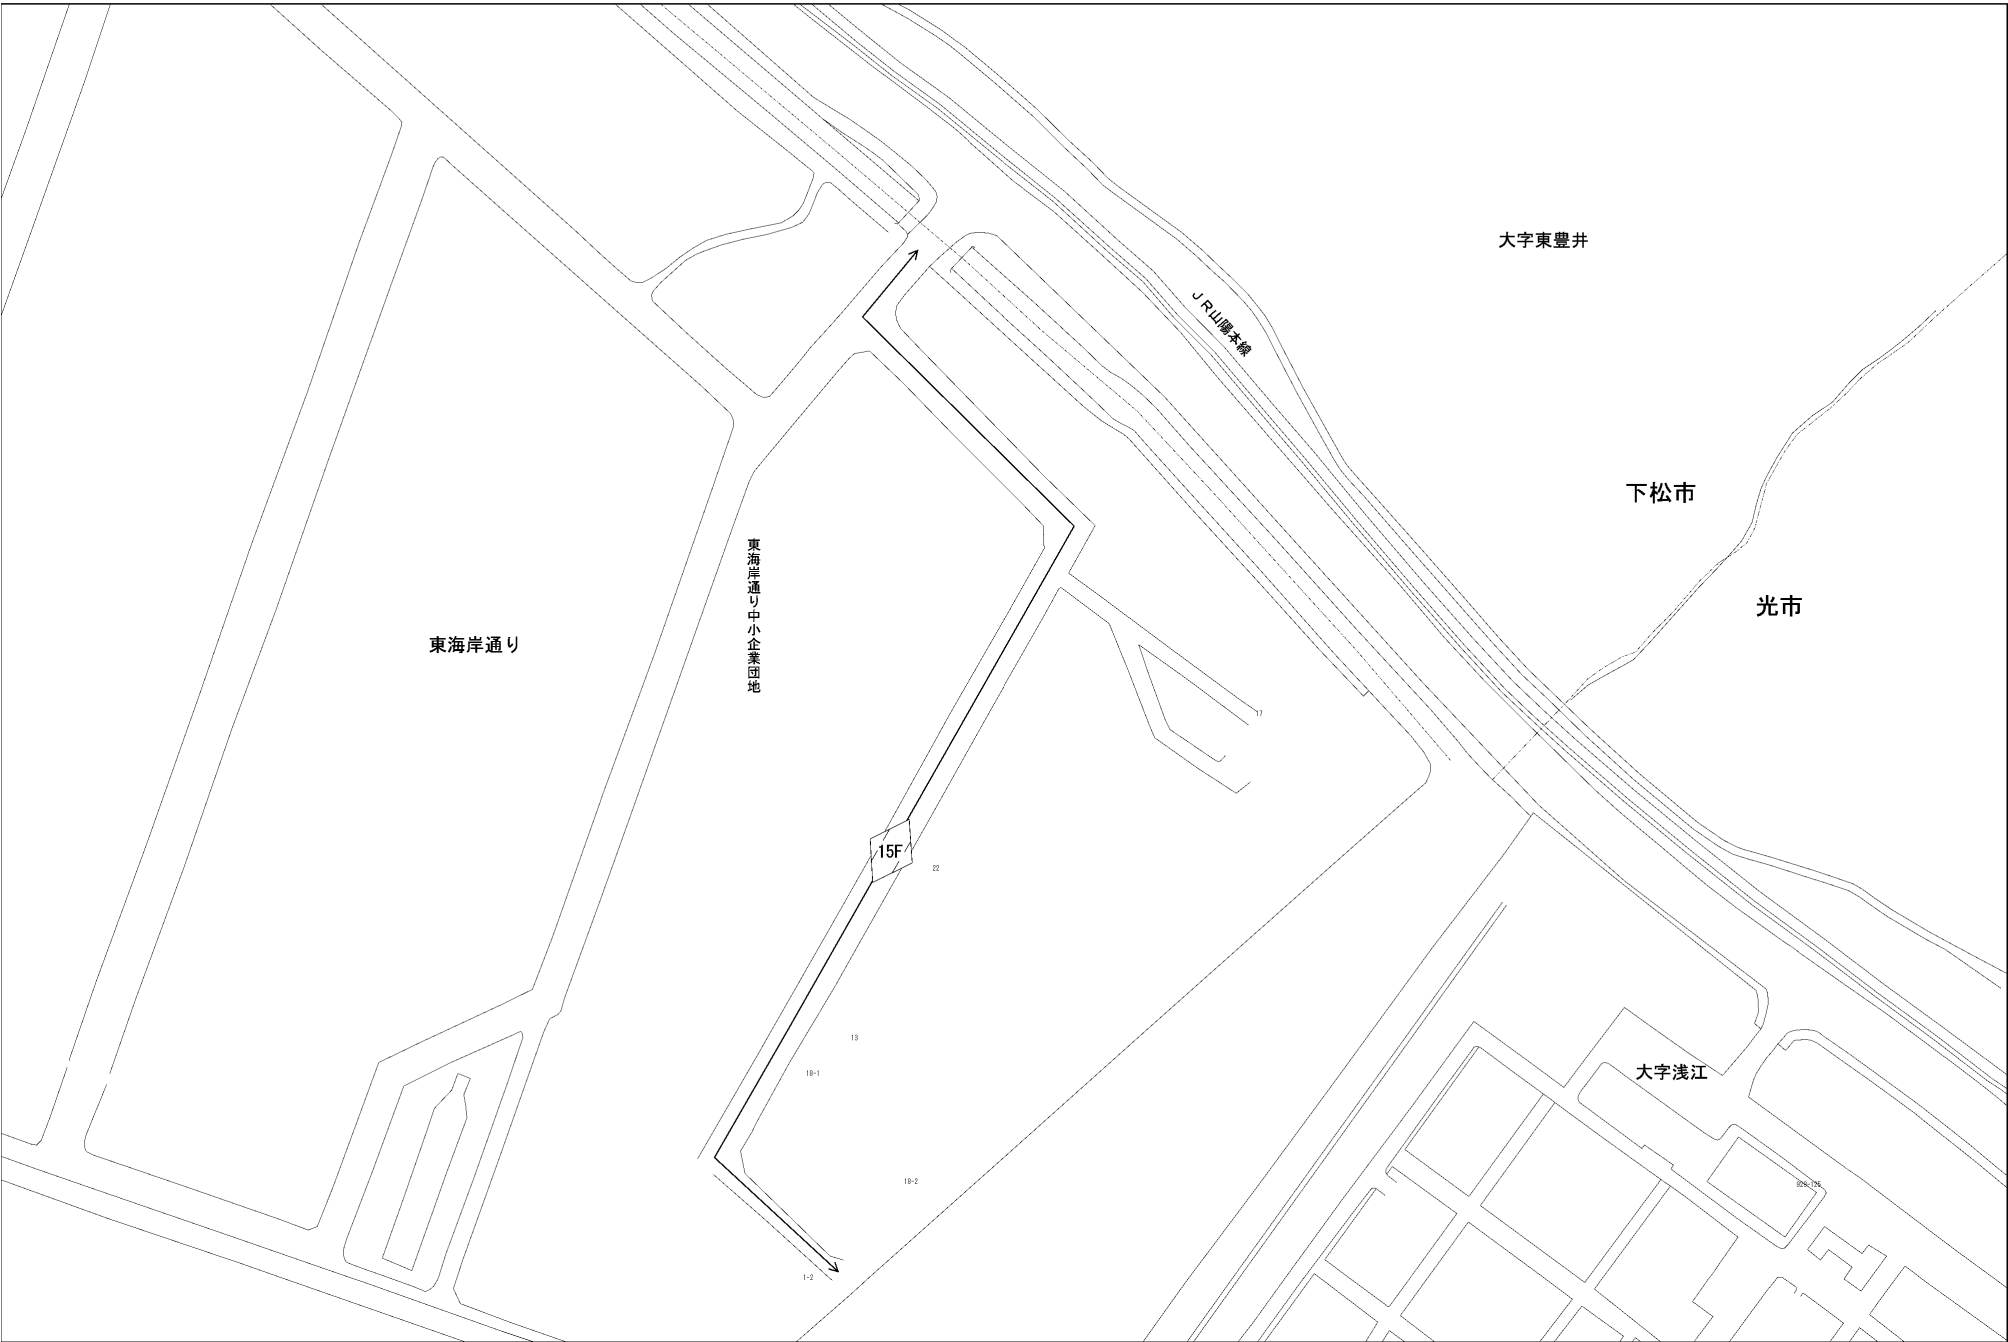 大字東豊井
JR山陽本線
下松市
光市
東海岸通り中小企業団地
東海岸通り
17
15F
22
13
18-1
大字浅江
18-2
1-2